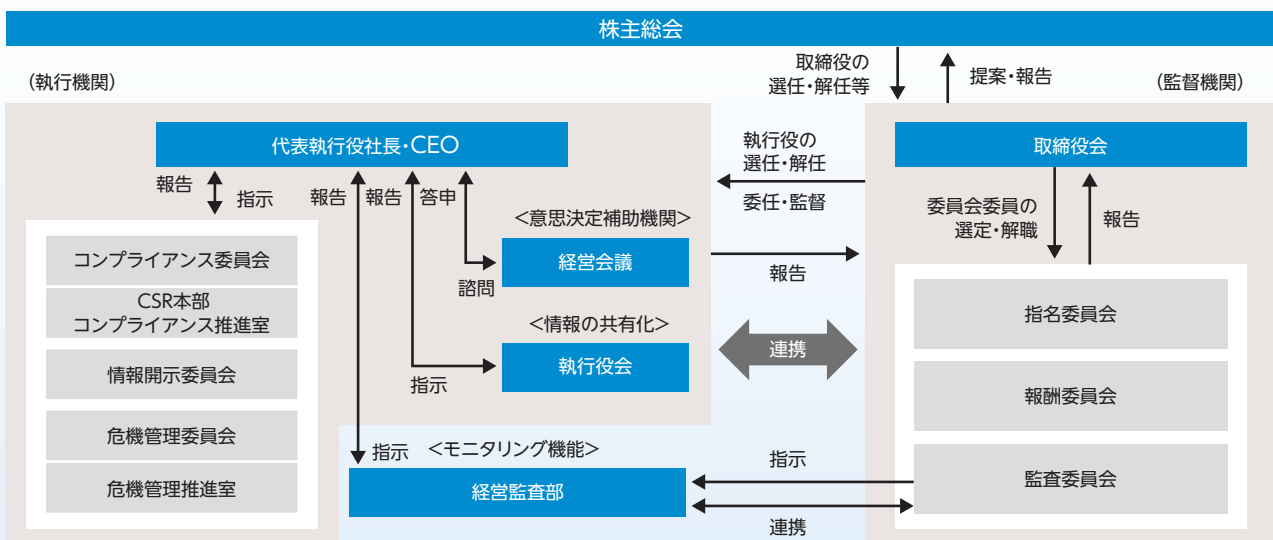 株主総会
(執行機関)
取締役の
選任・解任等
提案・報告
(監督機関)
代表執行役社長・CEO
執行役の
選任・解任
委任・監督
取締役会
報告
指示
報告
報告
答申
<意思決定補助機関>
経営会議
諮問
報告
委員会委員の
選定・解職
報告
コンプライアンス委員会
CSR本部
コンプライアンス推進室
情報開示委員会
危機管理委員会
危機管理推進室
<情報の共有化>
執行役会
指示
連携
指名委員会
報酬委員会
監査委員会
指示
<モニタリング機能>
経営監査部
指示
連携